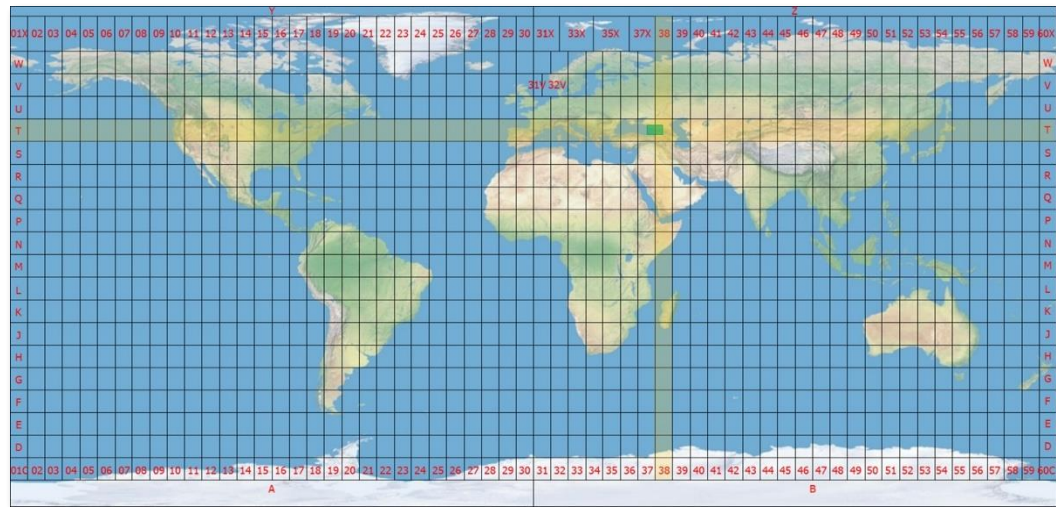 Y Z
01X 02 03 04 05 06 07 08 09 10 11 12 13 14 15 16 17 18 19 20 21 22 23 24 25 26 27 28 29 30 31X 33X 35X 37X 38 39 40 41 42 43 44 45 46 47 48 49 50 51 52 53 54 55 56 57 58 59 60X
W W
V 31V 32V V
U U
T T
S S
R R
Q Q
P P
N N
M M
L L
K K
J J
H H
G G
F F
E E
D D
01C 02 03 04 05 06 07 08 09 10 11 12 13 14 15 16 17 18 19 20 21 22 23 24 25 26 27 28 29 30 31 32 33 34 35 36 37 38 39 40 41 42 43 44 45 46 47 48 49 50 51 52 53 54 55 56 57 58 59 60C
A B